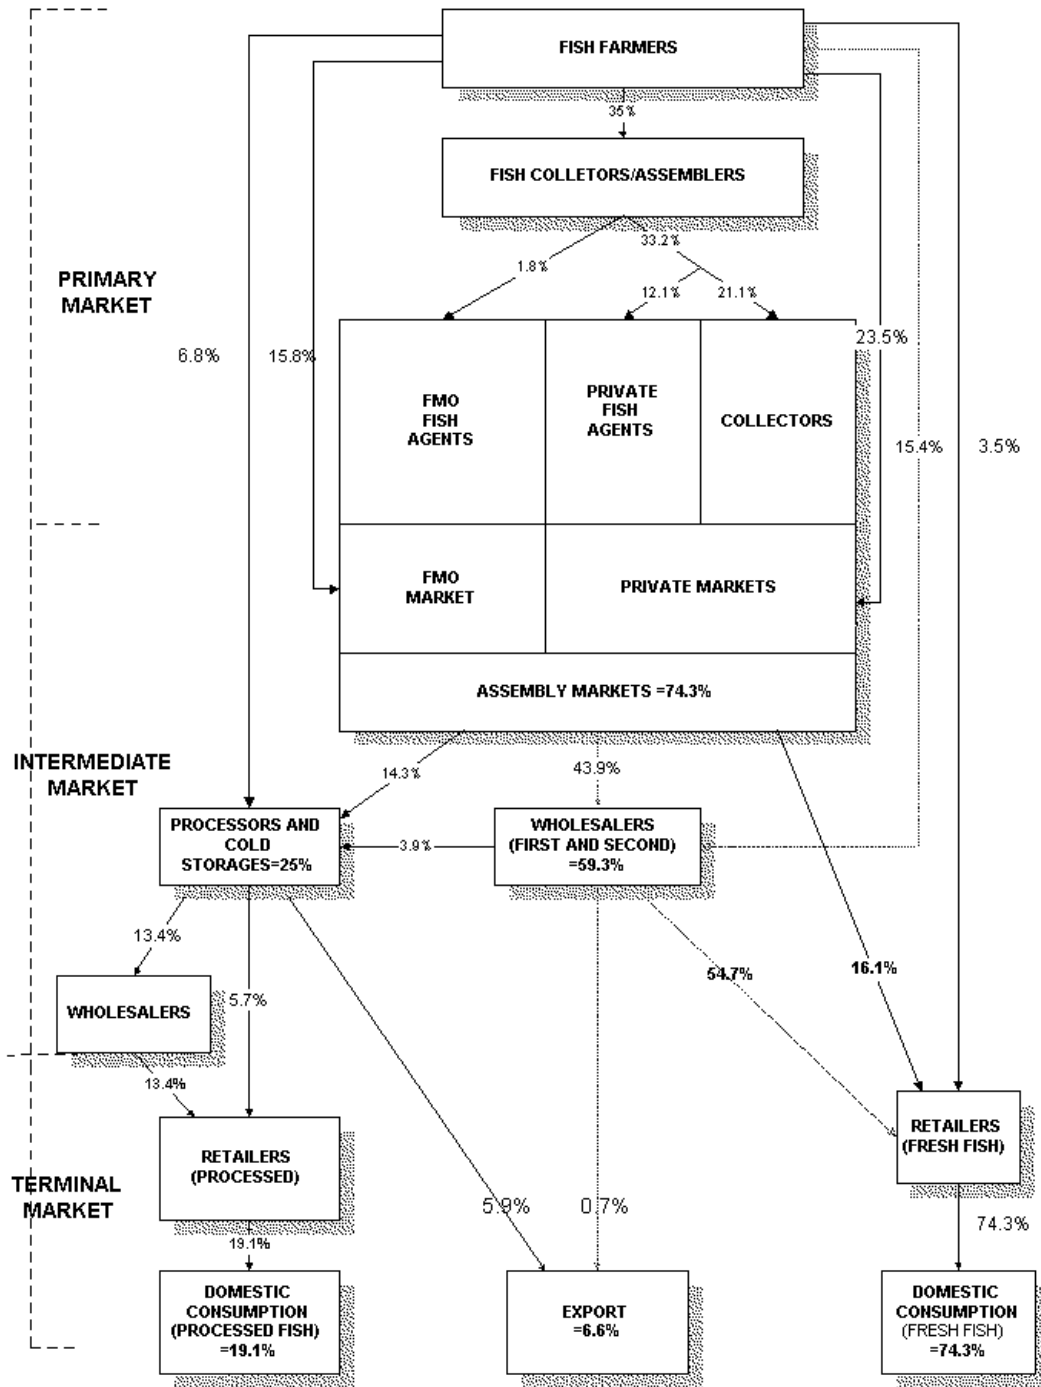 FISH FARMERS
35%
FISH COLLETORS/ASSEMBLERS
33.2%
1.8%
12.1%
21.1%
PRIMARY
MARKET
6.8%
15.8%
23.5%
15.4%
3.5%
FMO
FISH
AGENTS
PRIVATE
FISH
AGENTS
COLLECTORS
FMO
MARKET
PRIVATE MARKETS
ASSEMBLY MARKETS =74.3%
INTERMEDIATE
MARKET
14.3%
43.9%
PROCESSORS AND
COLD
STORAGES=25%
3.9%
WHOLESALERS
(FIRST AND SECOND)
=59.3%
13.4%
54.7%
16.1%
WHOLESALERS
5.7%
13.4%
RETAILERS
(PROCESSED)
RETAILERS
(FRESH FISH)
TERMINAL
MARKET
5.9%
0.7%
74.3%
19.1%
DOMESTIC
CONSUMPTION
(PROCESSED FISH)
=19.1%
EXPORT
=6.6%
DOMESTIC
CONSUMPTION
(FRESH FISH)
=74.3%